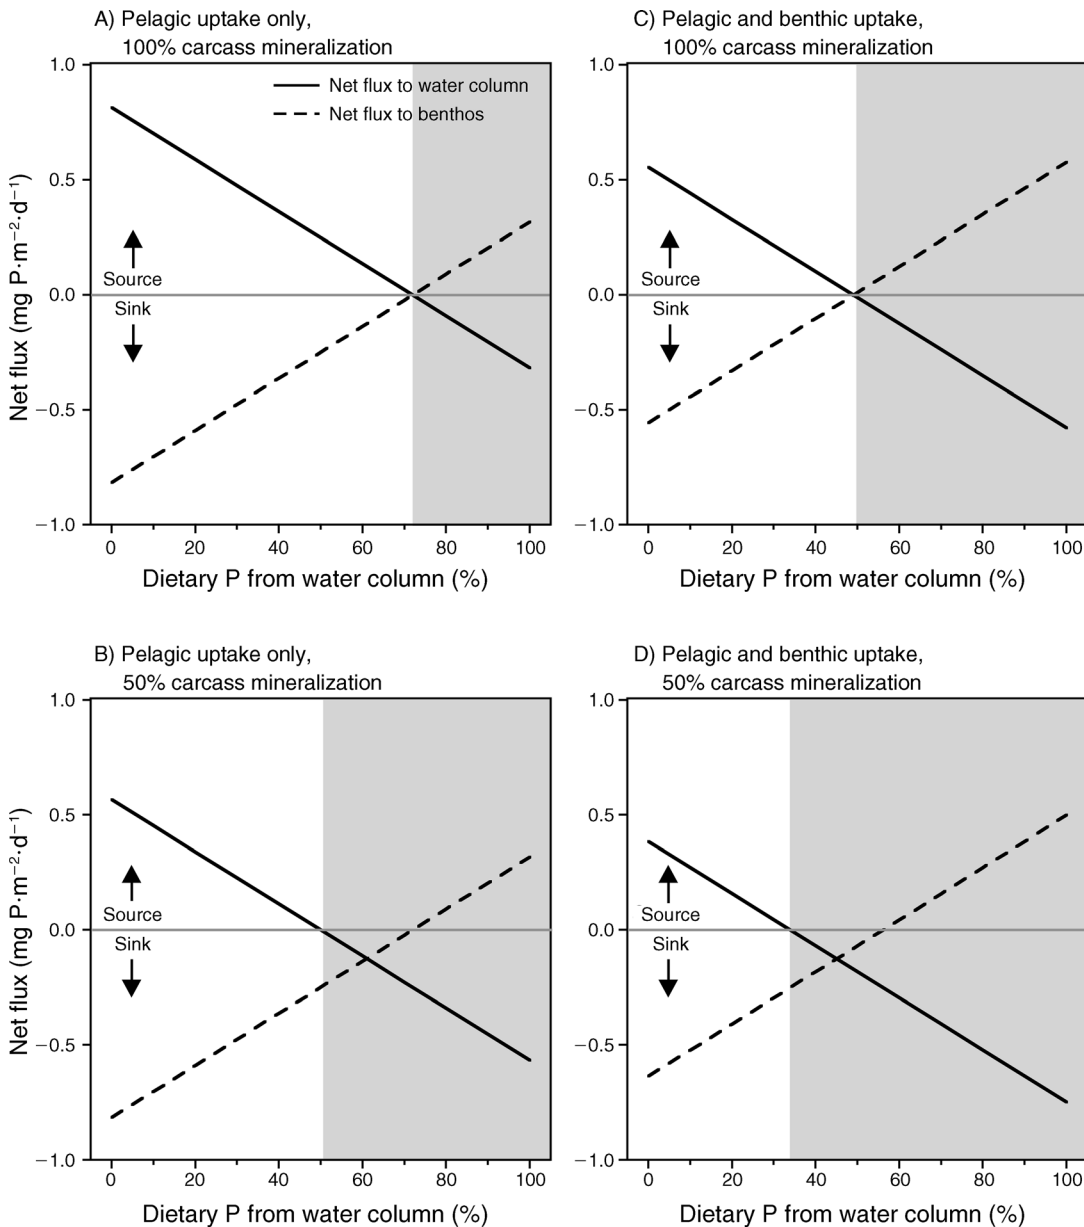 A) Pelagic uptake only,
100% carcass mineralization
1.0
0.5
0.0
−0.5
−1.0
Net flux (mg P·m−2·d−1)
Net flux to water column
Net flux to benthos
Source
Sink
0 20 40 60 80 100
Dietary P from water column (%)
C) Pelagic and benthic uptake,
100% carcass mineralization
1.0
0.5
0.0
−0.5
−1.0
Source
Sink
0 20 40 60 80 100
Dietary P from water column (%)
B) Pelagic uptake only,
50% carcass mineralization
1.0
0.5
0.0
−0.5
−1.0
Net flux (mg P·m−2·d−1)
Source
Sink
0 20 40 60 80 100
Dietary P from water column (%)
D) Pelagic and benthic uptake,
50% carcass mineralization
1.0
0.5
0.0
−0.5
−1.0
Source
Sink
0 20 40 60 80 100
Dietary P from water column (%)